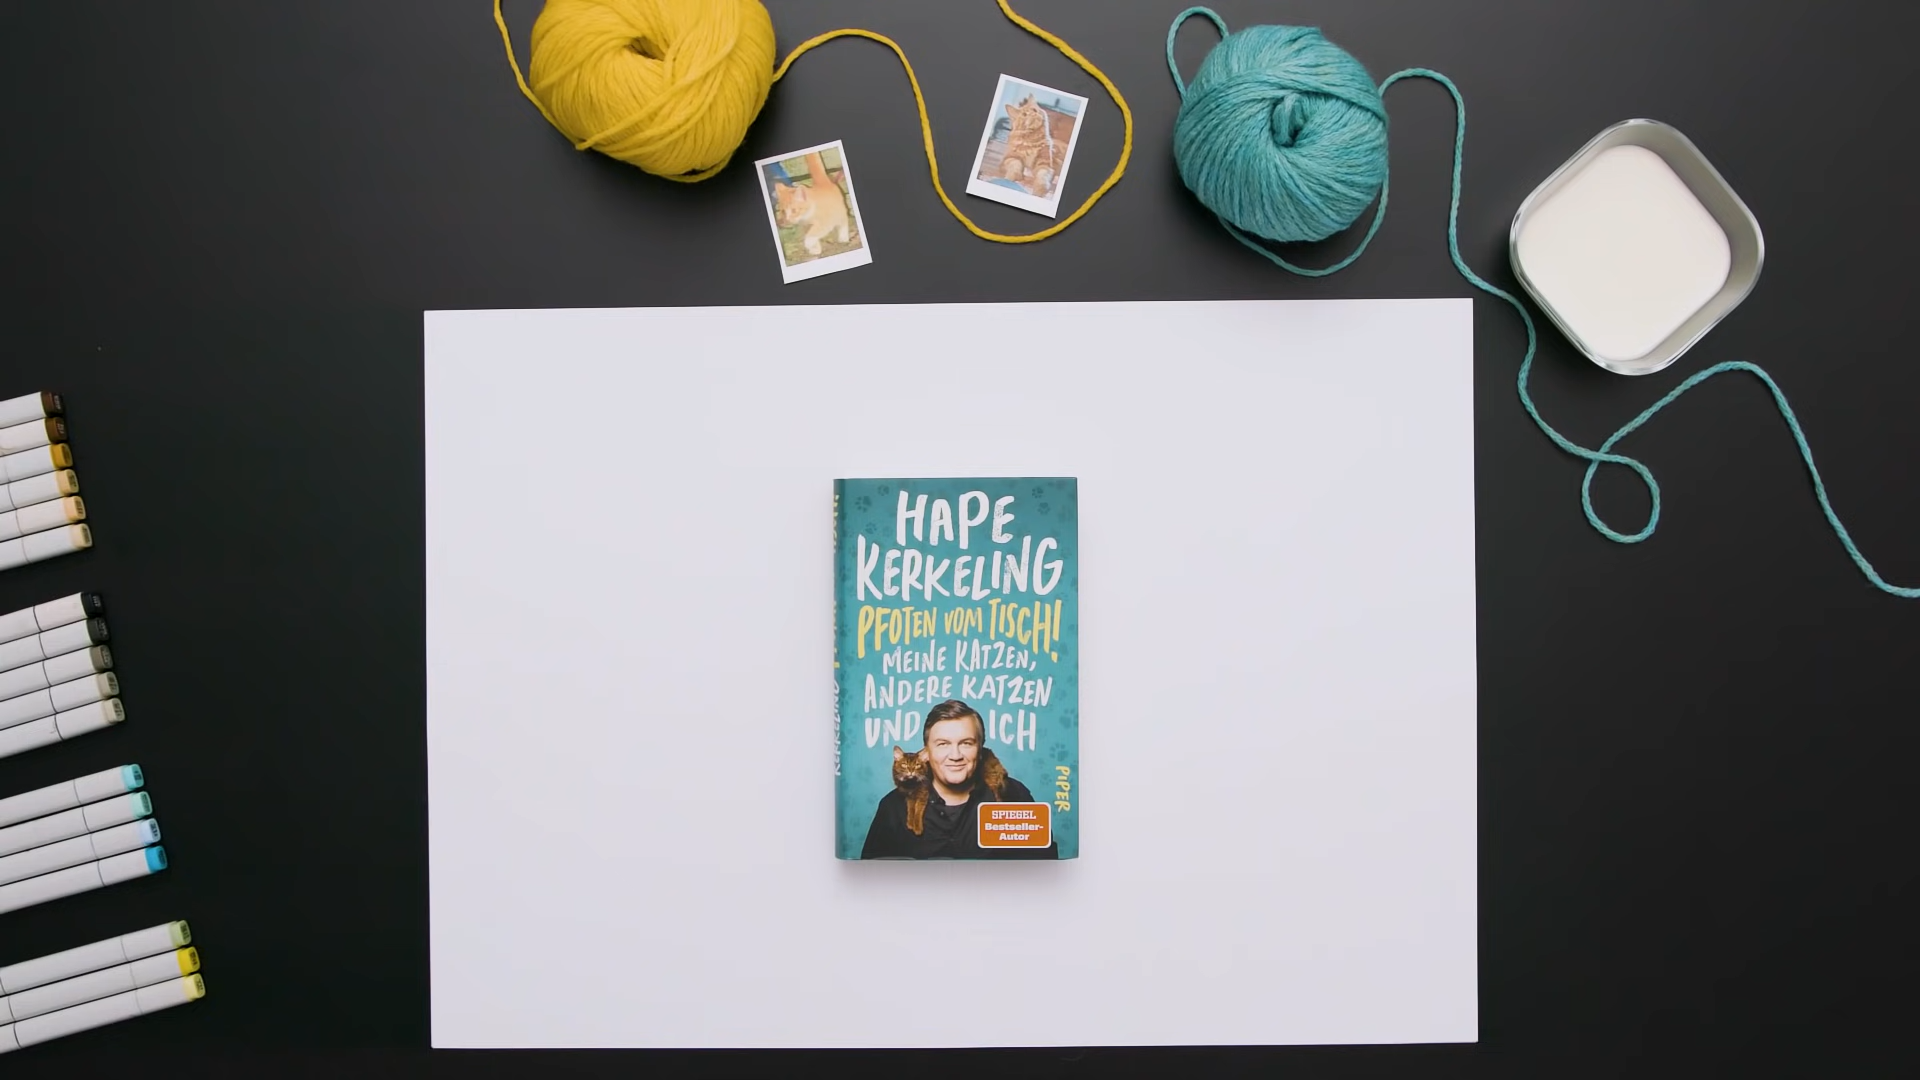 HAPE
KERKELING
PFOTEN VOM TISCH!
MEINE KATZEN,
ANDERE KATZEN
UND ICH
PIPER
SPIEGEL
Bestseller-
Autor
KERKELING